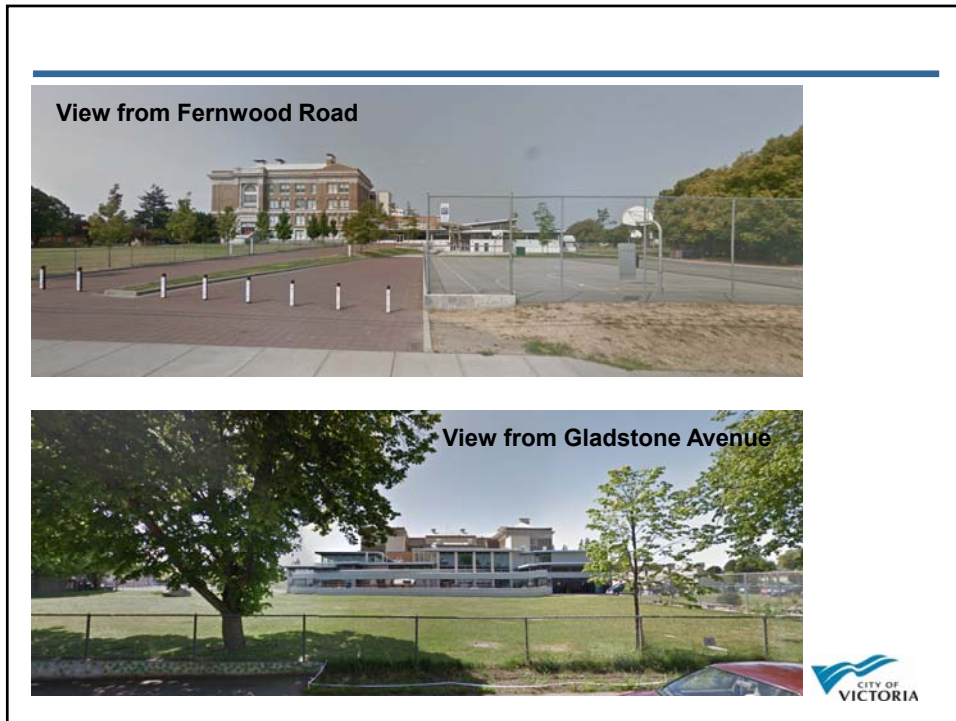 View from Fernwood Road
View from Gladstone Avenue
CITY OF
VICTORIA